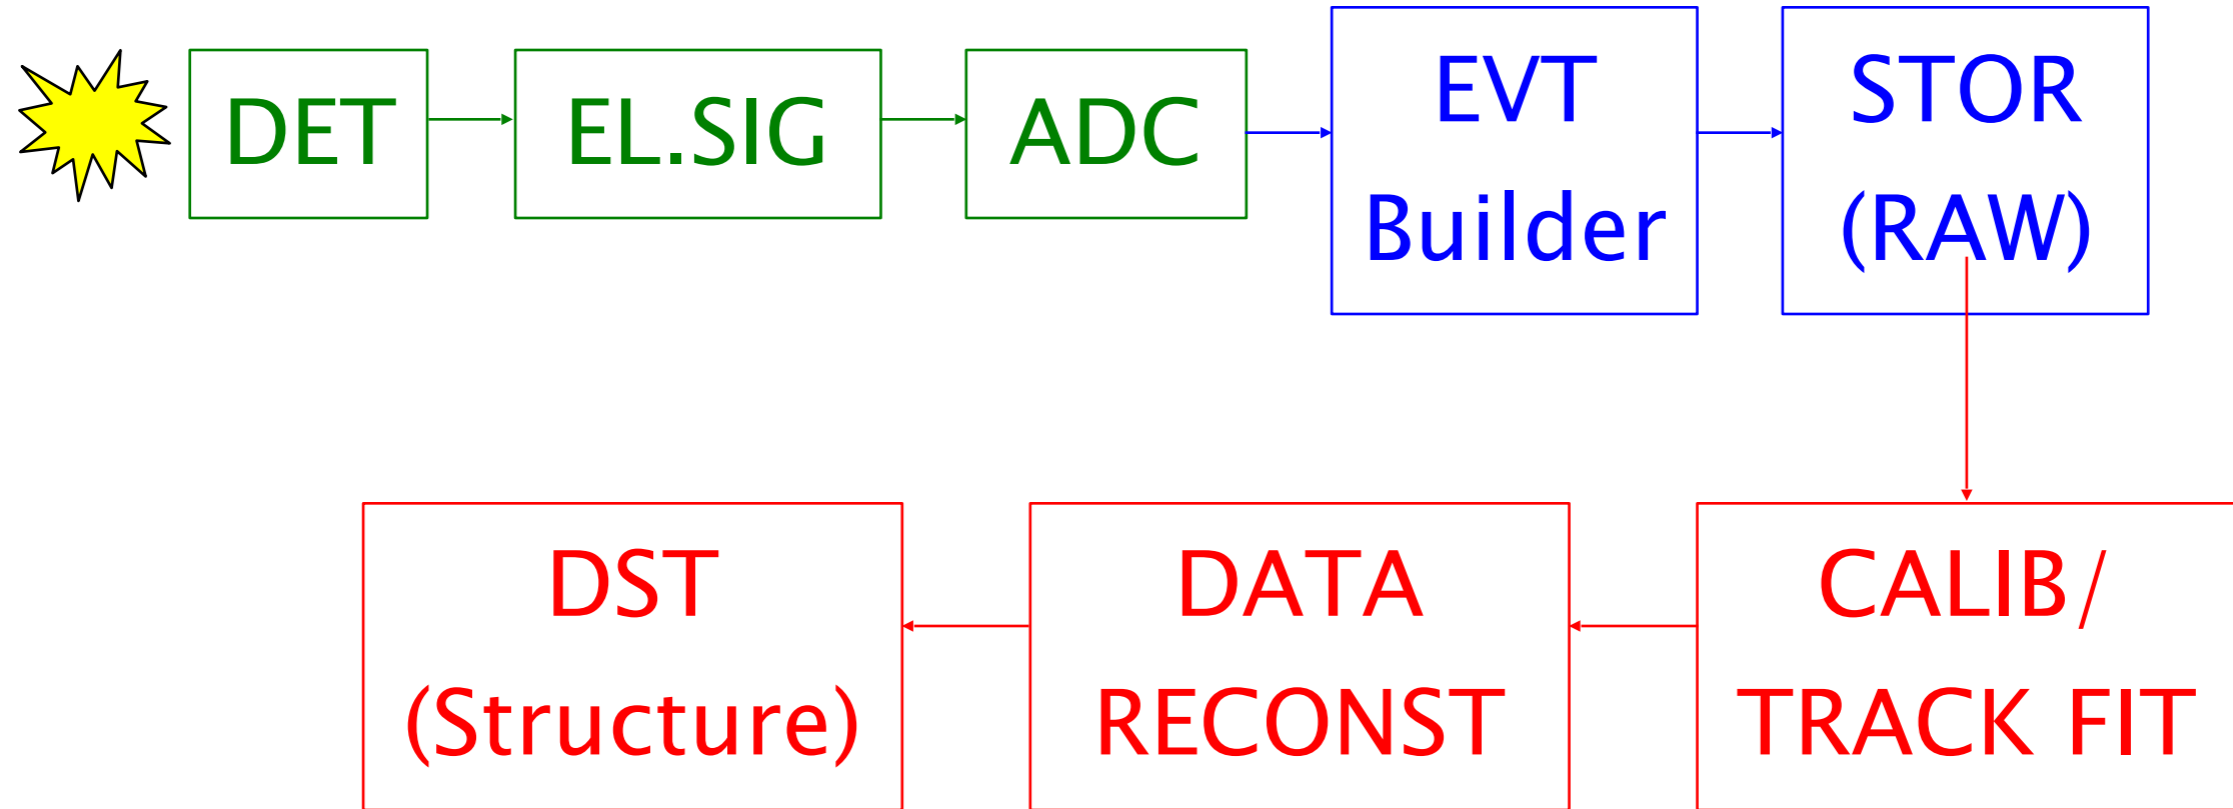 DET
EL.SIG
ADC
EVT
Builder
STOR
(RAW)
CALIB/
TRACK FIT
DATA
RECONST
DST
(Structure)